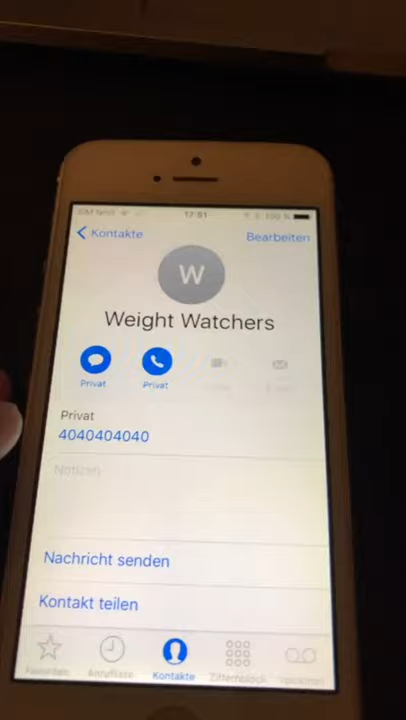 17:51
100 %
Kontakte
Bearbeiten
W
Weight Watchers
Privat
Privat
Privat
4040404040
Notizen
Nachricht senden
Kontakt teilen
Favoriten
Anrufliste
Kontakte
Ziffernblock
Voicemail